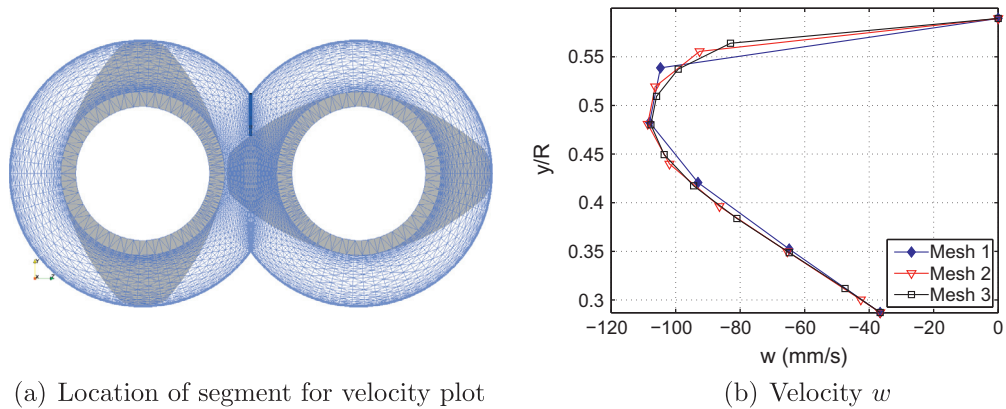 0.55
0.5
0.45
0.4
0.35
0.3
y/R
Mesh 1
Mesh 2
Mesh 3
−120 −100 −80 −60 −40 −20 0
w (mm/s)
(a) Location of segment for velocity plot
(b) Velocity w